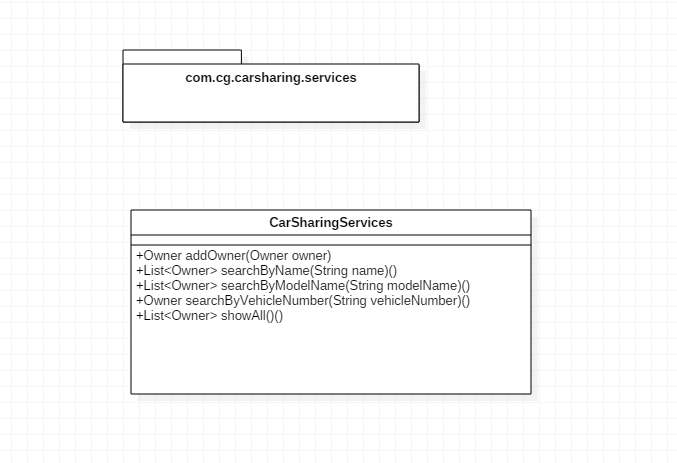 com.cg.carsharing.services
CarSharingServices
+Owner addOwner(Owner owner)
+List<Owner> searchByName(String name)()
+List<Owner> searchByModelName(String modelName)()
+Owner searchByVehicleNumber(String vehicleNumber)()
+List<Owner> showAll()()